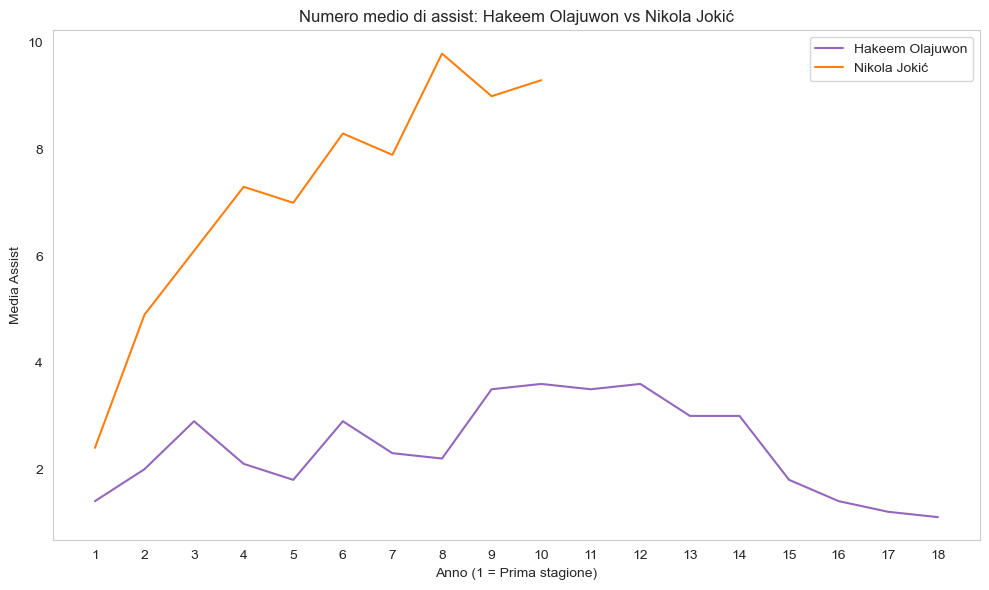 Numero medio di assist: Hakeem Olajuwon vs Nikola Jokić
Hakeem Olajuwon
Nikola Jokić
10
8
6
4
2
Media Assist
1 2 3 4 5 6 7 8 9 10 11 12 13 14 15 16 17 18
Anno (1 = Prima stagione)